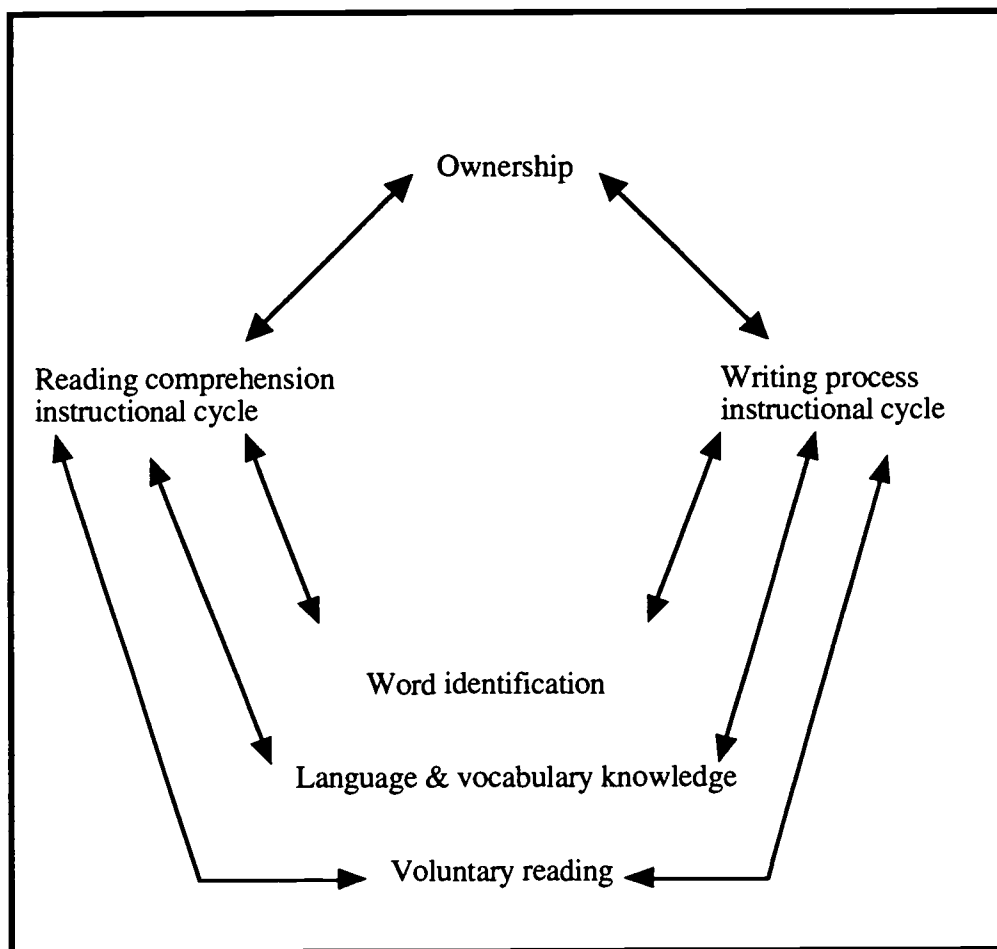 Ownership
Reading comprehension
instructional cycle
Writing process
instructional cycle
Word identification
Language & vocabulary knowledge
Voluntary reading